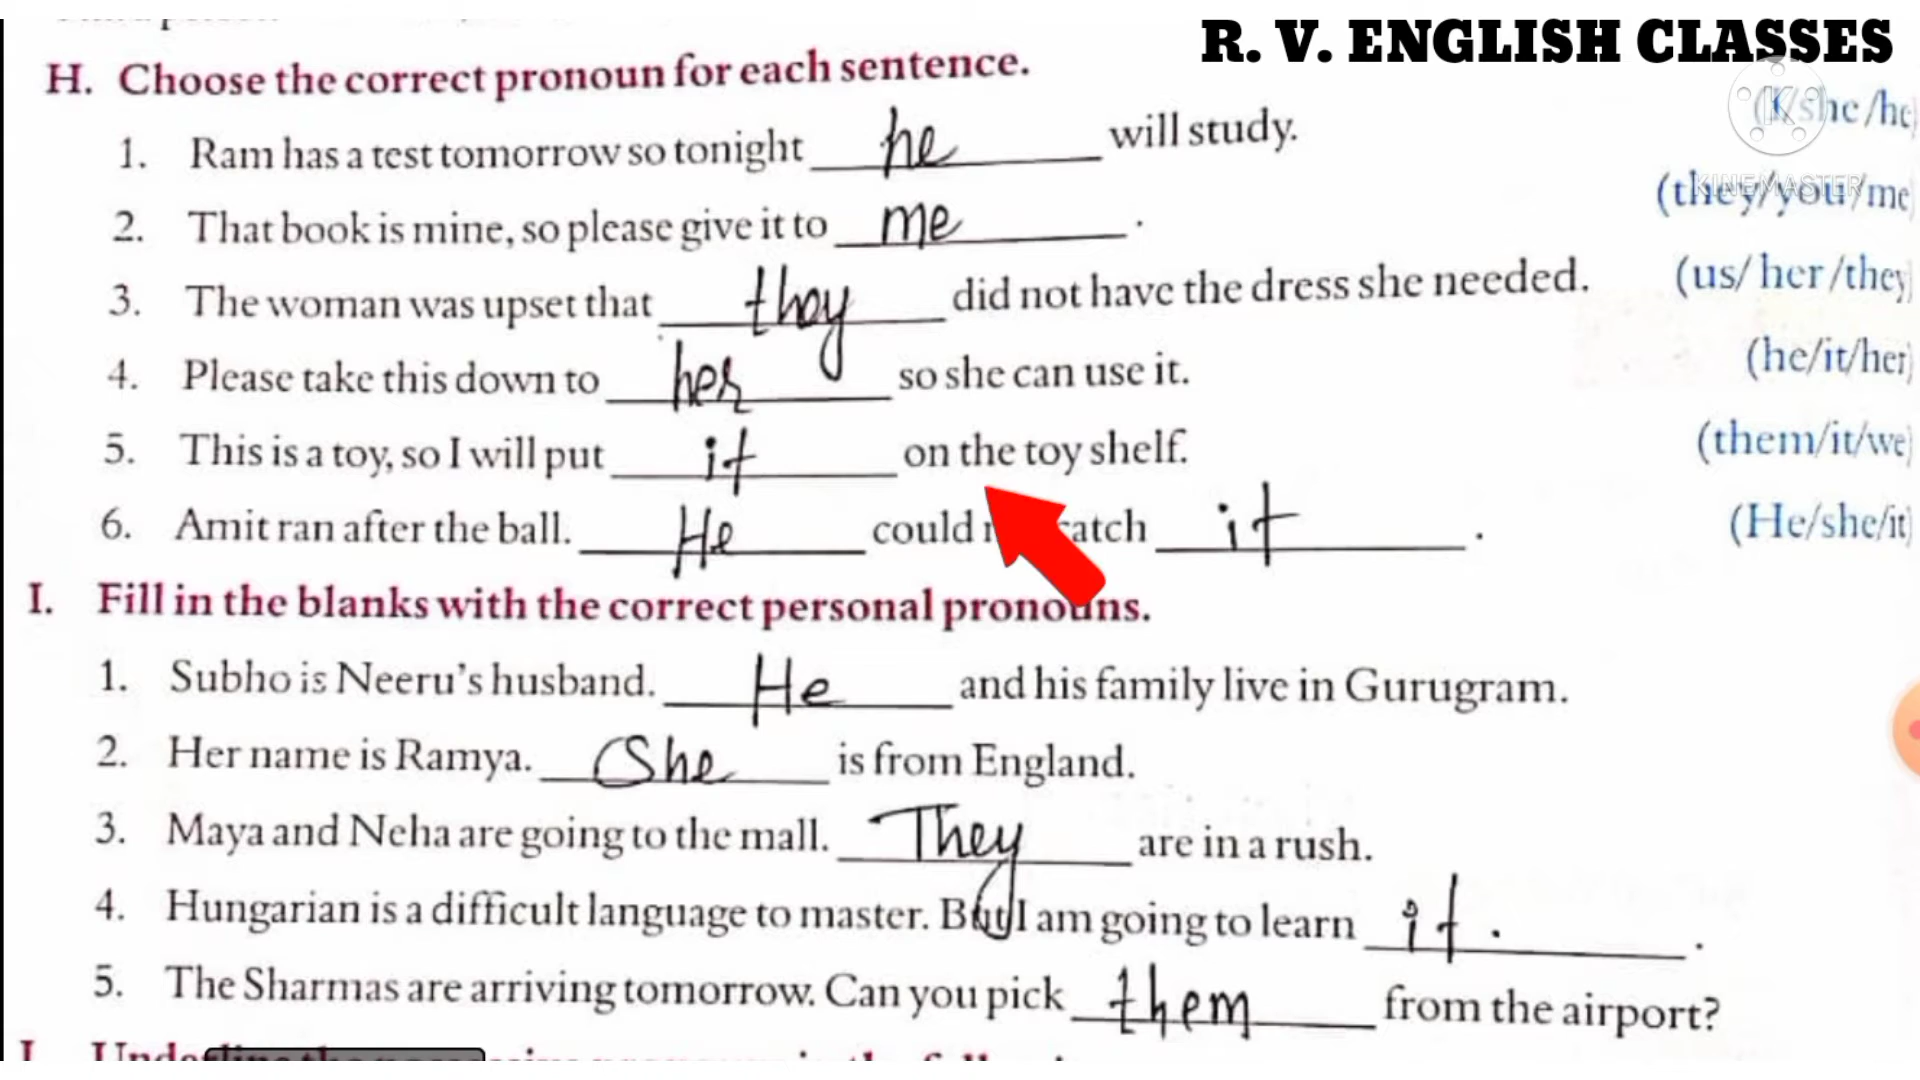 R. V. ENGLISH CLASSES
H. Choose the correct pronoun for each sentence.
1. Ram has a test tomorrow so tonight he will study. (I/she/he)
KINEMASTER
2. That book is mine, so please give it to me. (they/you/me)
3. The woman was upset that they did not have the dress she needed. (us/ her /they)
4. Please take this down to her so she can use it. (he/it/her)
5. This is a toy, so I will put it on the toy shelf. (them/it/we)
6. Amit ran after the ball. He could catch it. (He/she/it)
I. Fill in the blanks with the correct personal pronouns.
1. Subho is Neeru's husband. He and his family live in Gurugram.
2. Her name is Ramya. She is from England.
3. Maya and Neha are going to the mall. They are in a rush.
4. Hungarian is a difficult language to master. But I am going to learn it. .
5. The Sharmas are arriving tomorrow. Can you pick them from the airport?